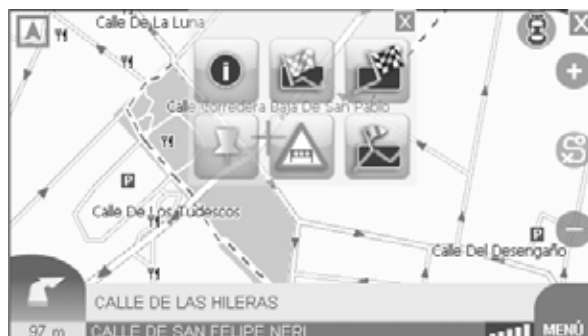 Calle De La Luna
Calle Corredera Baja De San Pablo
Calle De Los Tudescos
Calle Del Desengaño
CALLE DE LAS HILERAS
97 m
CALLE DE SAN FELIPE NERI
MENÚ
A
X
X
i
P
P